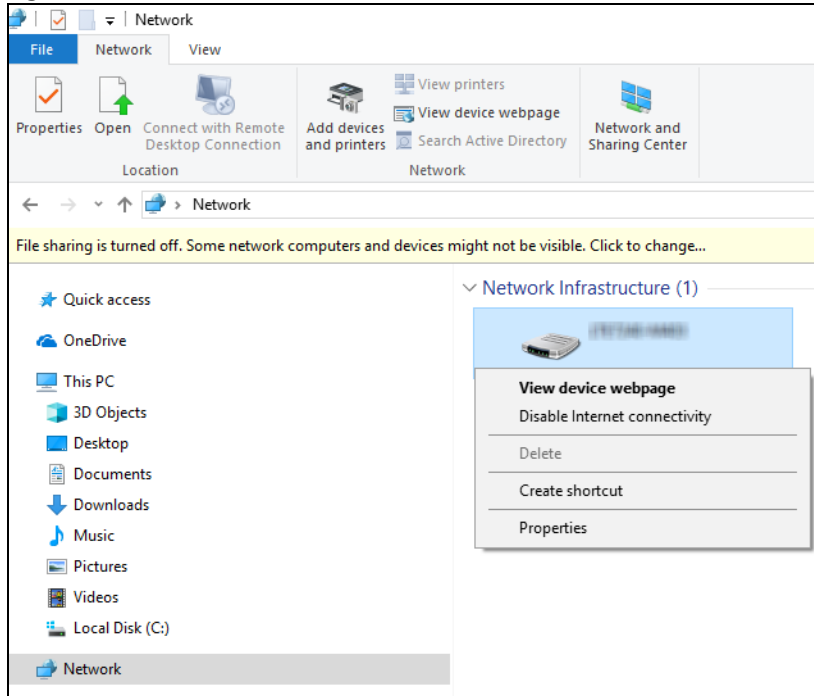 Network
File Network View
Properties
Open
Connect with Remote
Desktop Connection
Location
Add devices
and printers
View printers
View device webpage
Search Active Directory
Network
Network and
Sharing Center
Network
File sharing is turned off. Some network computers and devices might not be visible. Click to change...
Quick access
OneDrive
This PC
3D Objects
Desktop
Documents
Downloads
Music
Pictures
Videos
Local Disk (C:)
Network
Network Infrastructure (1)
View device webpage
Disable Internet connectivity
Delete
Create shortcut
Properties